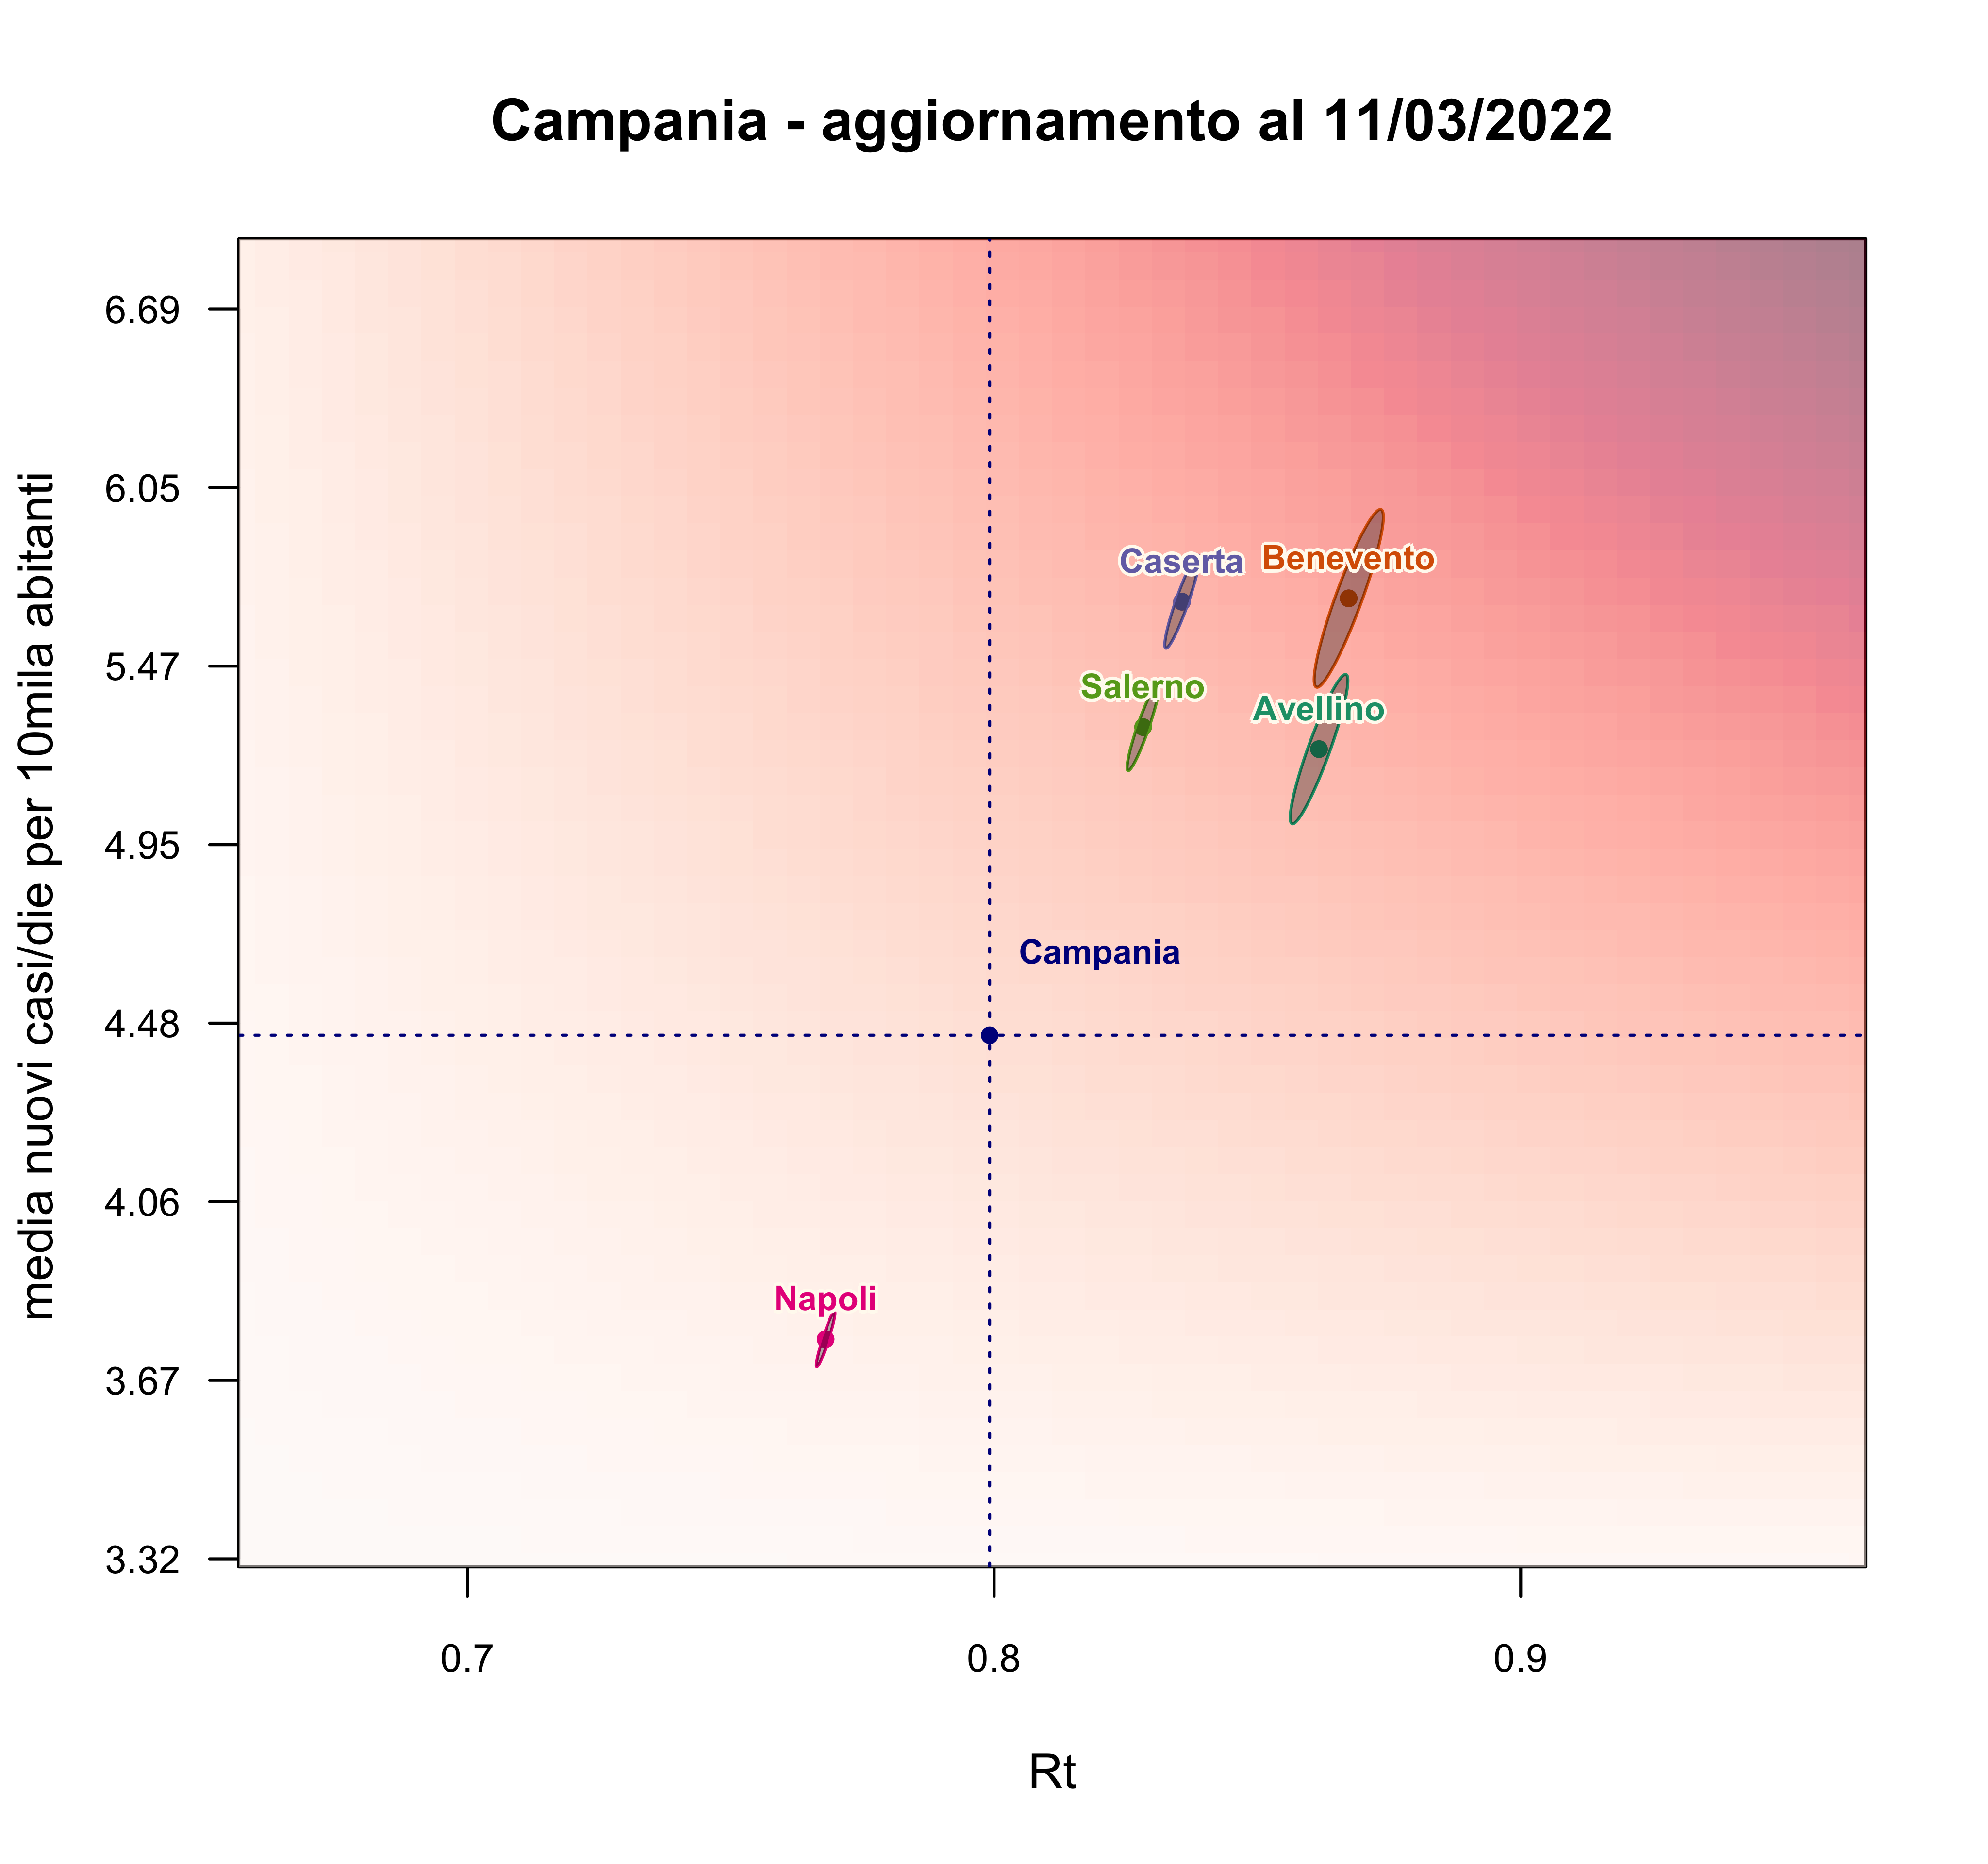 Campania - aggiornamento al 11/03/2022
media nuovi casi/die per 10mila abitanti
6.69
6.05
5.47
4.95
4.48
4.06
3.67
3.32
Caserta
Benevento
Salerno
Avellino
Campania
Napoli
0.7
0.8
0.9
Rt